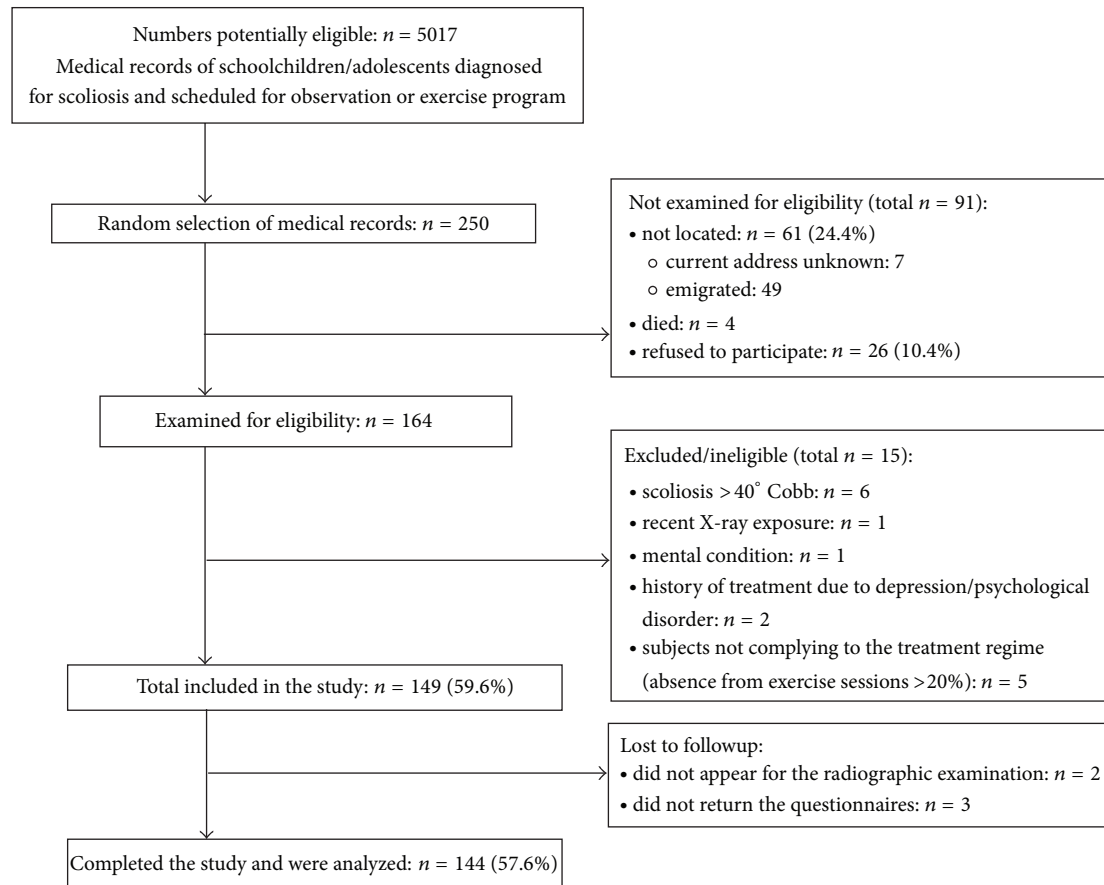 Numbers potentially eligible: n = 5017
Medical records of schoolchildren/adolescents diagnosed
for scoliosis and scheduled for observation or exercise program
Random selection of medical records: n = 250
Not examined for eligibility (total n = 91):
• not located: n = 61 (24.4%)
○ current address unknown: 7
○ emigrated: 49
• died: n = 4
• refused to participate: n = 26 (10.4%)
Examined for eligibility: n = 164
Excluded/ineligible (total n = 15):
• scoliosis >40° Cobb: n = 6
• recent X-ray exposure: n = 1
• mental condition: n = 1
• history of treatment due to depression/psychological
disorder: n = 2
• subjects not complying to the treatment regime
(absence from exercise sessions >20%): n = 5
Total included in the study: n = 149 (59.6%)
Lost to followup:
• did not appear for the radiographic examination: n = 2
• did not return the questionnaires: n = 3
Completed the study and were analyzed: n = 144 (57.6%)